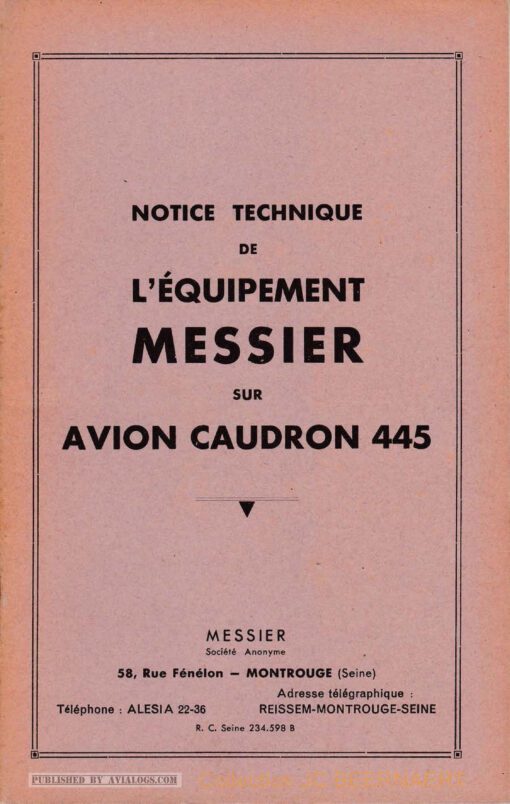 NOTICE TECHNIQUE
DE
L'ÉQUIPEMENT
MESSIER
SUR
AVION CAUDRON 445
MESSIER
Société Anonyme
58, Rue Fénélon — MONTROUGE (Seine)
Adresse télégraphique :
Téléphone : ALESIA 22-36 REISSEM-MONTROUGE-SEINE
R. C. Seine 234.598 B
PUBLISHED BY AVIALOGS.COM